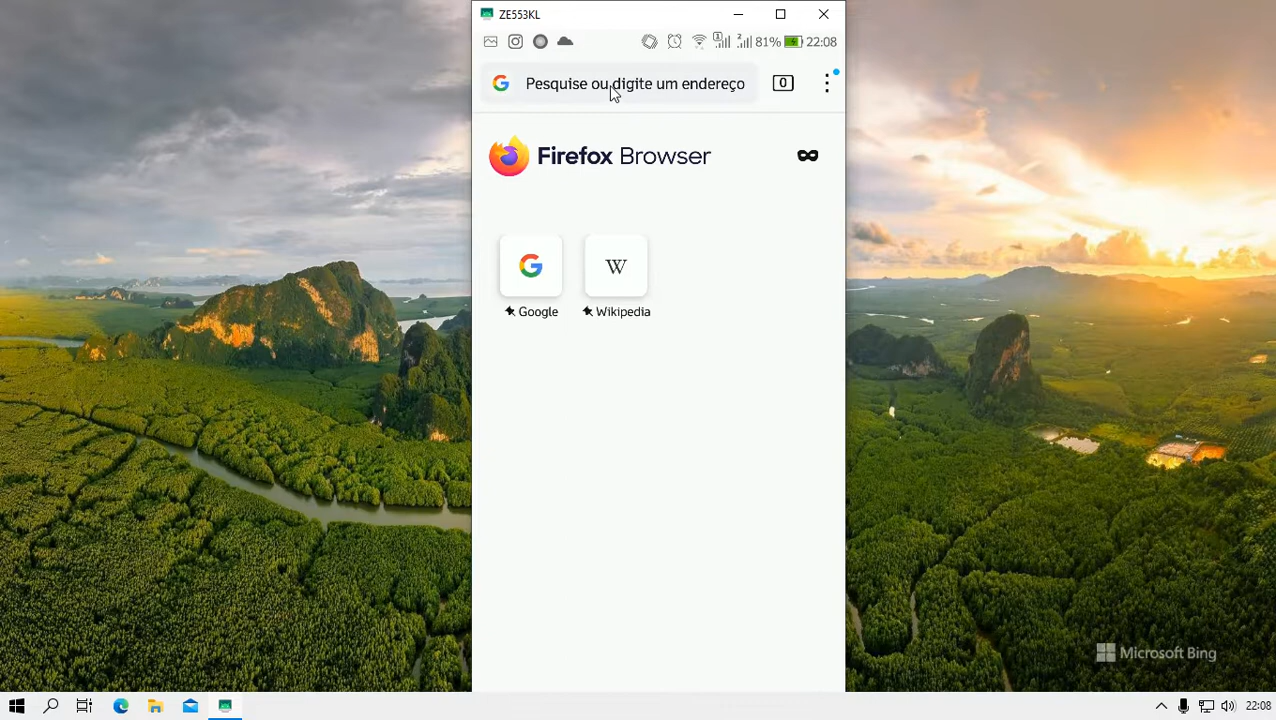 ZE553KL
81% 22:08
Pesquise ou digite um endereço
0
Firefox Browser
G W
Google Wikipedia
Microsoft Bing
22:08